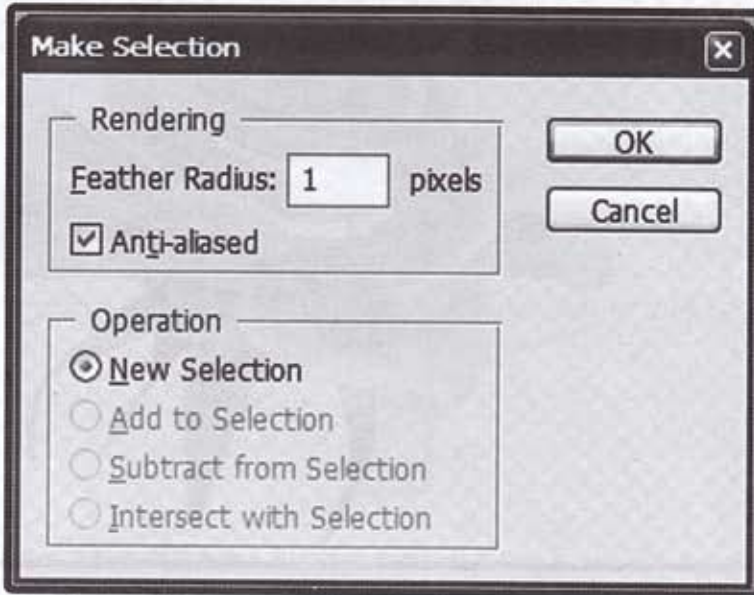 Make Selection
Rendering
Feather Radius: 1 pixels
Anti-aliased
OK
Cancel
Operation
New Selection
Add to Selection
Subtract from Selection
Intersect with Selection